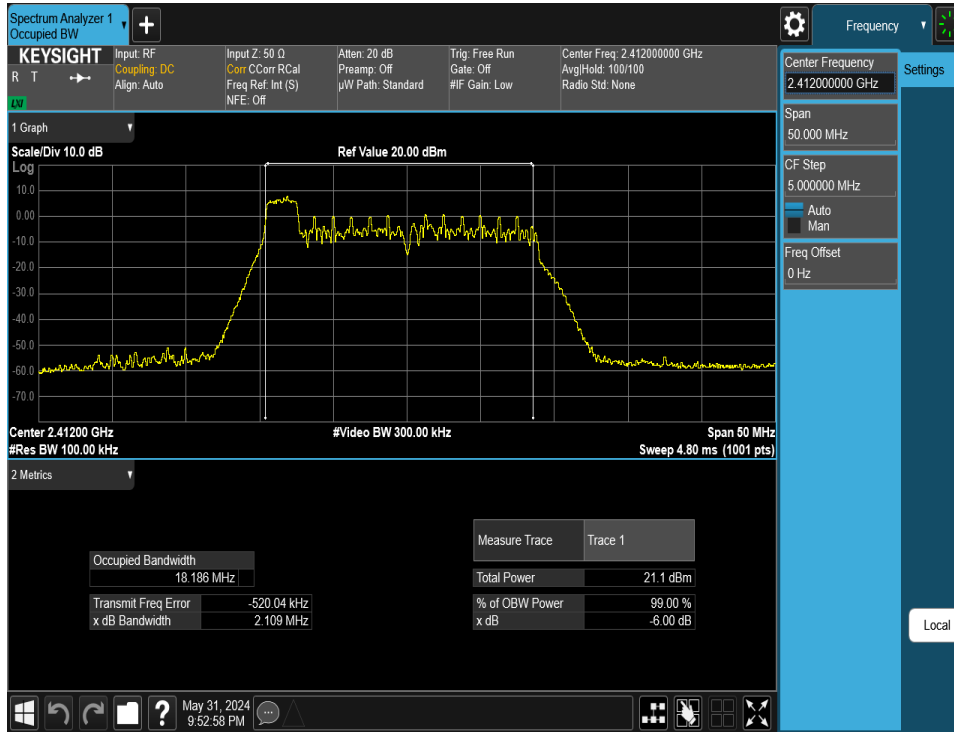 Spectrum Analyzer 1
Occupied BW
+
Frequency
KEYSIGHT
R T
LXI
Input: RF
Coupling: DC
Align: Auto
Input Z: 50 Ω
Corr CCorr RCal
Freq Ref: Int (S)
NFE: Off
Atten: 20 dB
Preamp: Off
µW Path: Standard
Trig: Free Run
Gate: Off
#IF Gain: Low
Center Freq: 2.412000000 GHz
Avg|Hold: 100/100
Radio Std: None
Center Frequency
2.412000000 GHz
Settings
Span
50.000 MHz
CF Step
5.000000 MHz
Auto
Man
Freq Offset
0 Hz
Local
1 Graph
Scale/Div 10.0 dB
Ref Value 20.00 dBm
Log
10.0
0.00
-10.0
-20.0
-30.0
-40.0
-50.0
-60.0
-70.0
Center 2.41200 GHz
#Video BW 300.00 kHz
Span 50 MHz
#Res BW 100.00 kHz
Sweep 4.80 ms (1001 pts)
2 Metrics
Measure Trace Trace 1
Occupied Bandwidth
18.186 MHz
Total Power 21.1 dBm
Transmit Freq Error -520.04 kHz
% of OBW Power 99.00 %
x dB Bandwidth 2.109 MHz
x dB -6.00 dB
?
May 31, 2024
9:52:58 PM